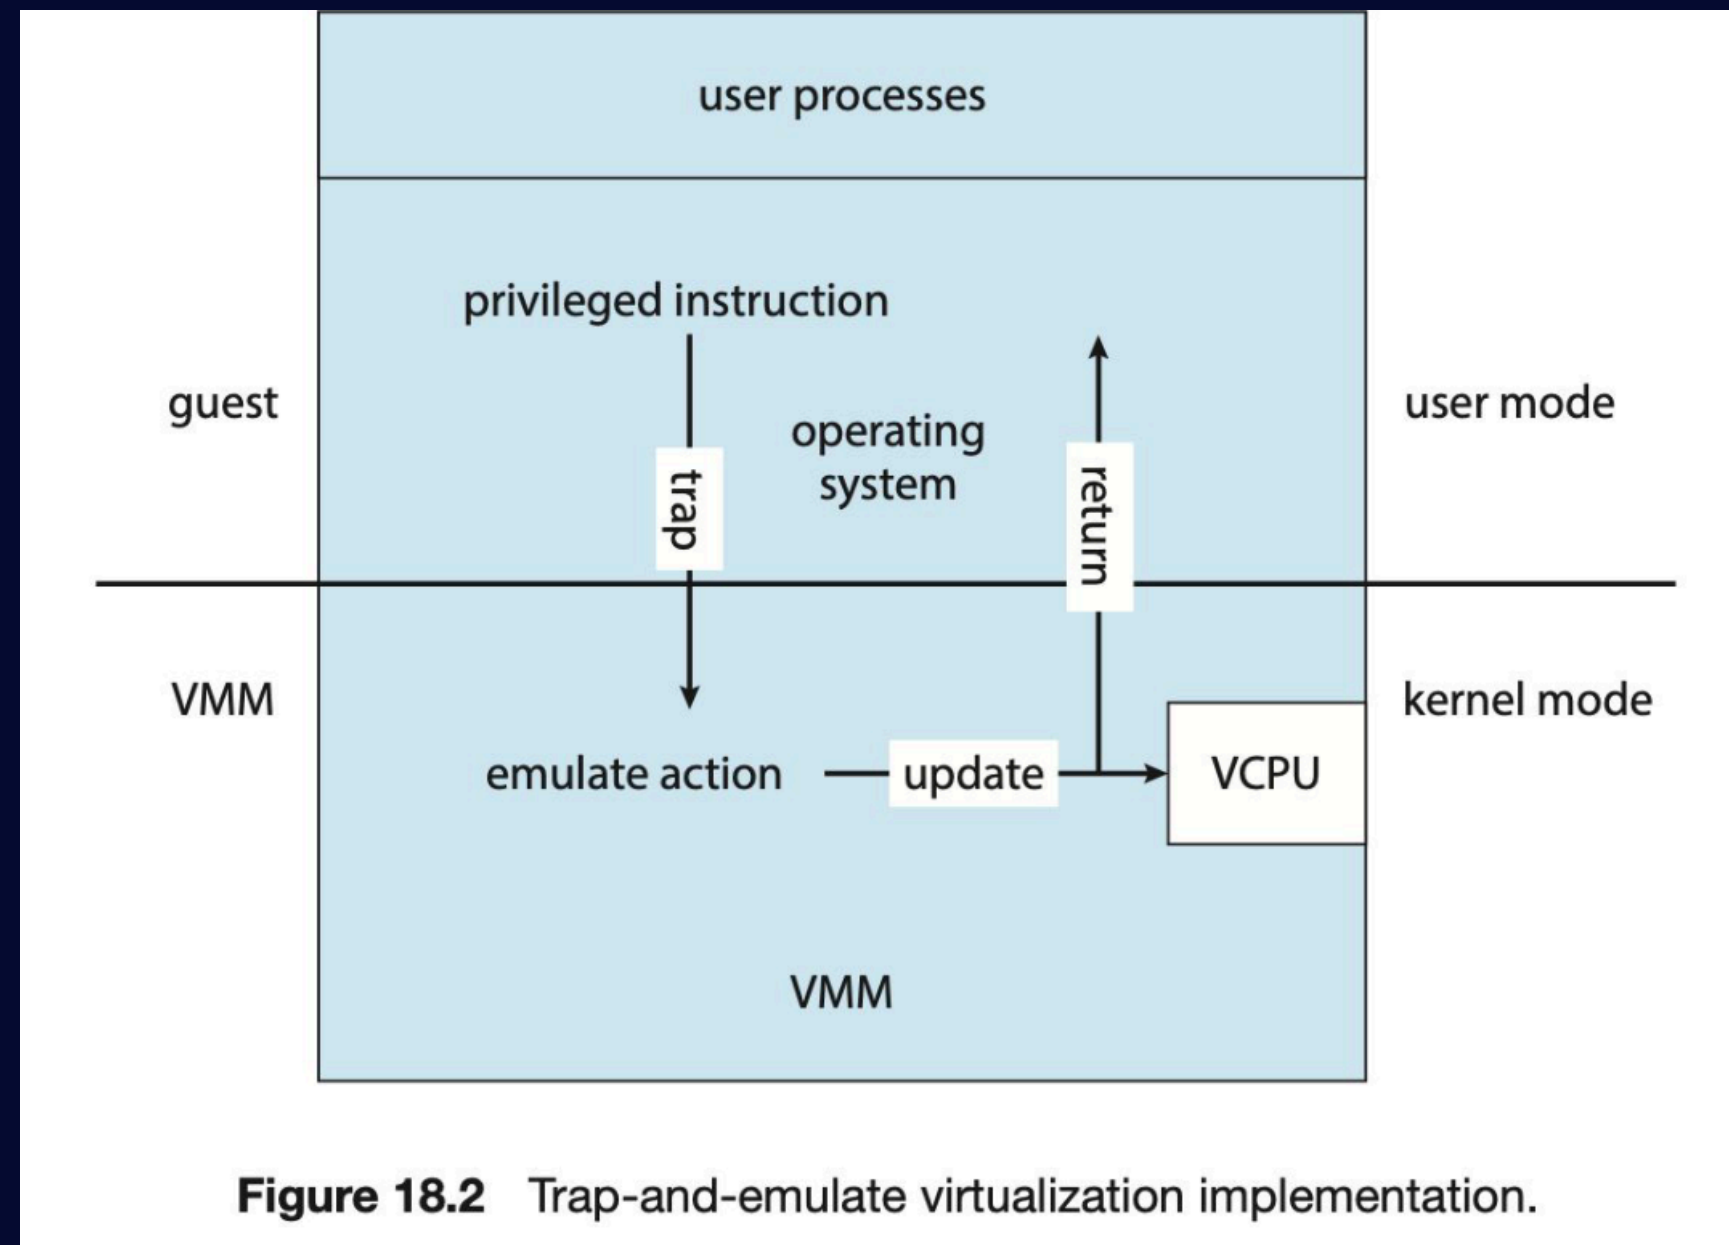 user processes
privileged instruction
guest
operating
system
user mode
trap
return
VMM
kernel mode
emulate action
update
VCPU
VMM
Figure 18.2 Trap-and-emulate virtualization implementation.